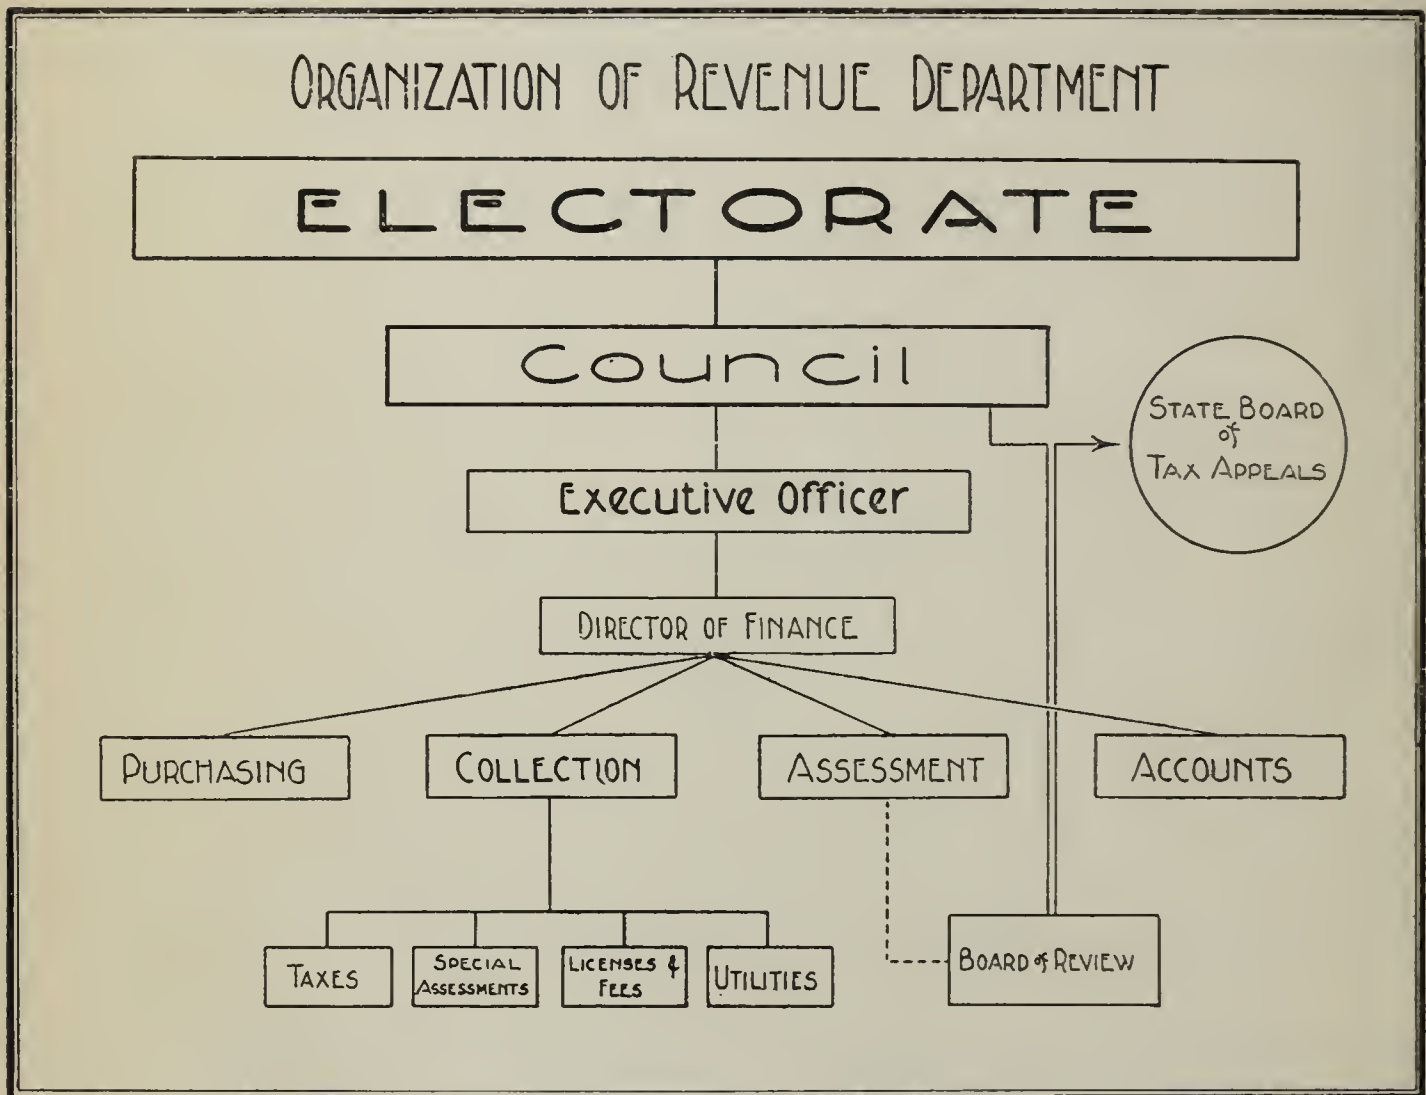 ORGANIZATION OF REVENUE DEPARTMENT
ELECTORATE
Council
STATE BOARD
of
TAX APPEALS
Executive Officer
DIRECTOR OF FINANCE
PURCHASING
COLLECTION
ASSESSMENT
ACCOUNTS
TAXES
SPECIAL
ASSESSMENTS
LICENSES &
FEES
UTILITIES
BOARD of REVIEW